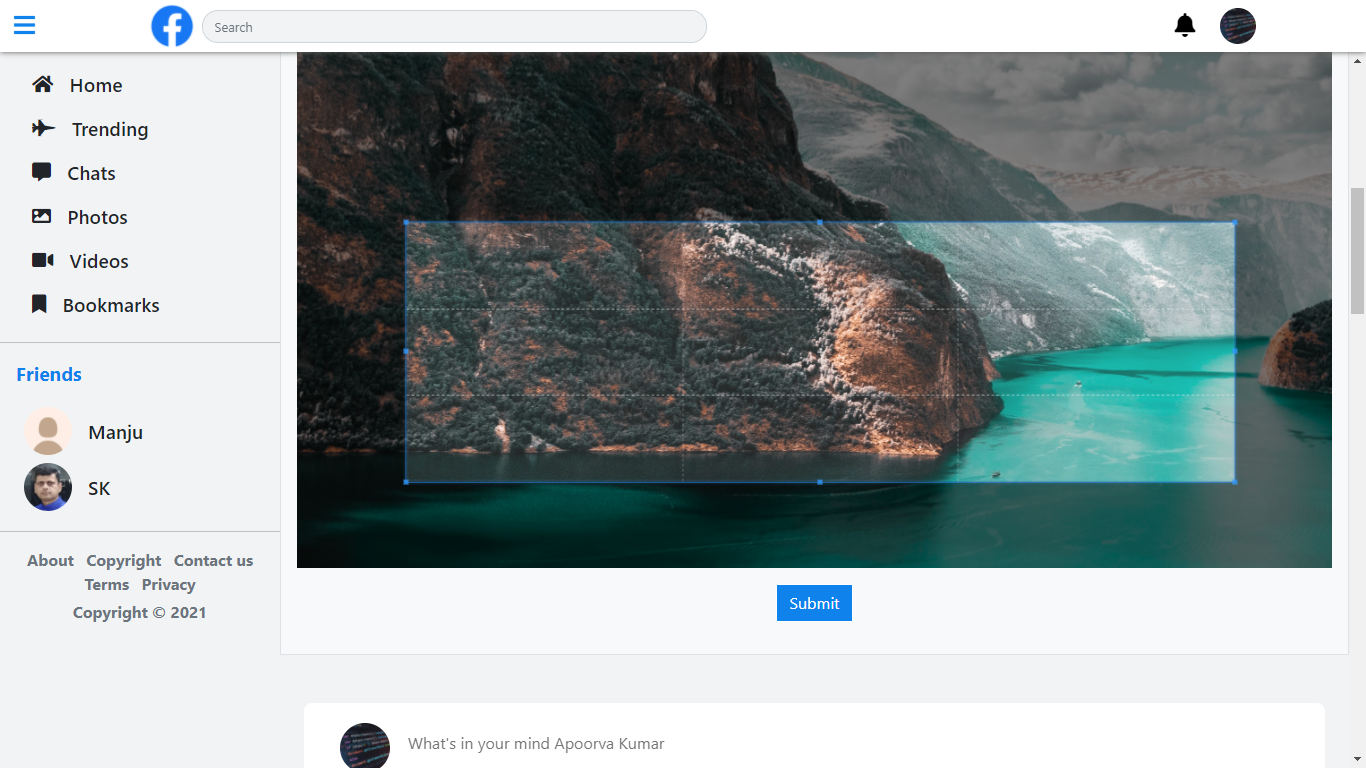 Search
Home
Trending
Chats
Photos
Videos
Bookmarks
Friends
Manju
SK
About Copyright Contact us
Terms Privacy
Copyright © 2021
Submit
What's in your mind Apoorva Kumar